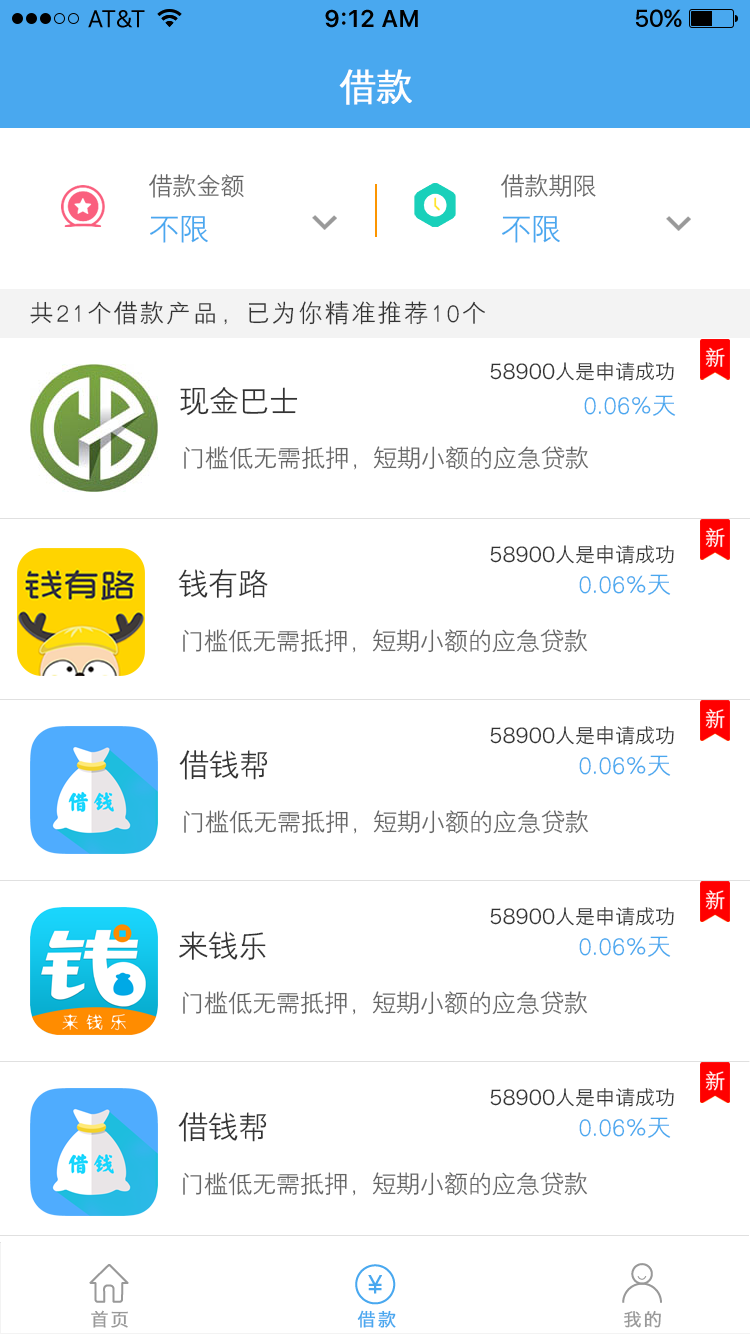 AT&T 9:12 AM 50%
借款
借款金额 借款期限
不限 不限
共21个借款产品，已为你精准推荐10个
新
58900人是申请成功
现金巴士
0.06%天
门槛低无需抵押，短期小额的应急贷款
新
58900人是申请成功
钱有路
钱有路
0.06%天
门槛低无需抵押，短期小额的应急贷款
新
58900人是申请成功
借钱帮
0.06%天
借钱
门槛低无需抵押，短期小额的应急贷款
新
58900人是申请成功
钱
来钱乐
0.06%天
门槛低无需抵押，短期小额的应急贷款
来钱乐
新
58900人是申请成功
借钱帮
0.06%天
借钱
门槛低无需抵押，短期小额的应急贷款
¥
首页 借款 我的